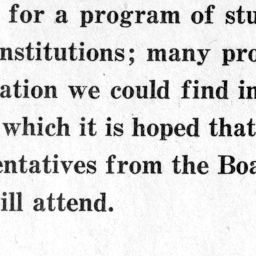 for a program of stu
nstitutions; many pro
ation we could find in
which it is hoped that
entatives from the Boa
ill attend.